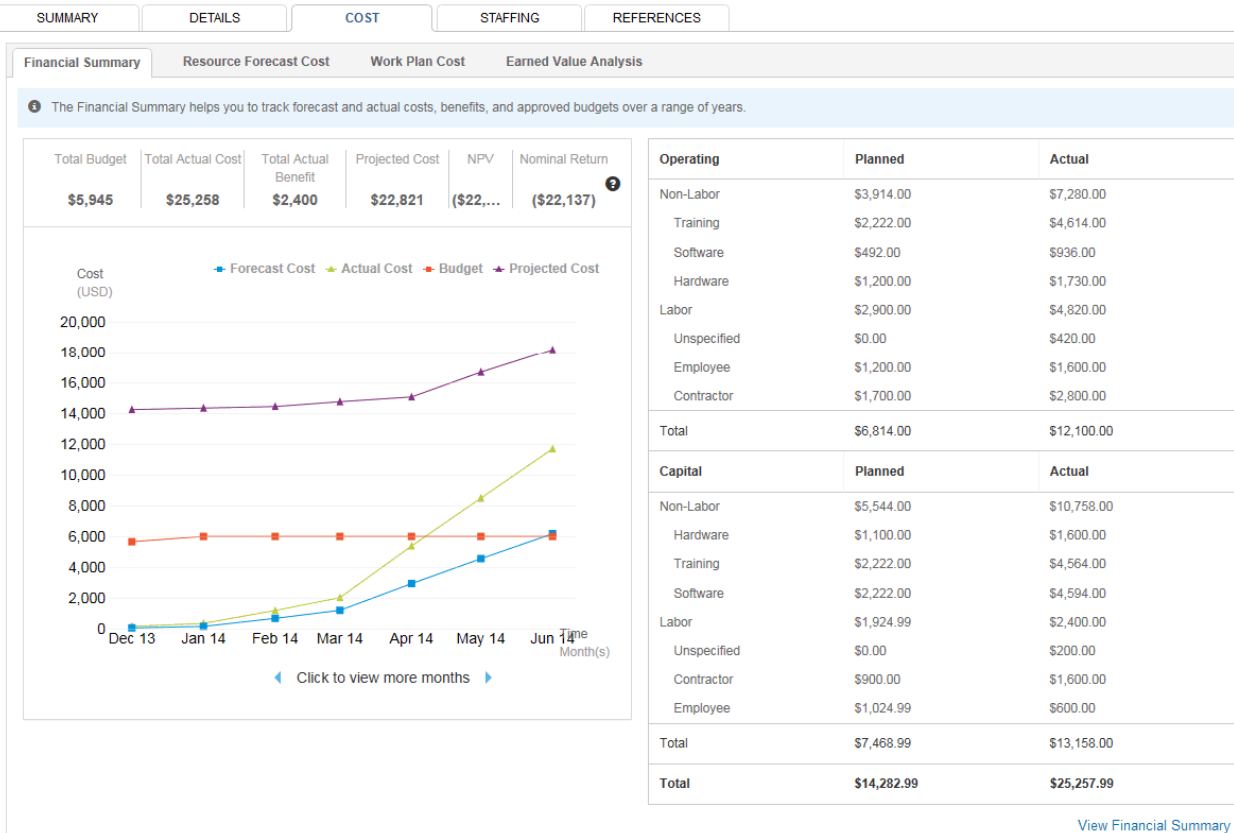 SUMMARY DETAILS COST STAFFING REFERENCES
Financial Summary Resource Forecast Cost Work Plan Cost Earned Value Analysis
The Financial Summary helps you to track forecast and actual costs, benefits, and approved budgets over a range of years.
Total Budget Total Actual Cost Total Actual Benefit Projected Cost NPV Nominal Return
$5,945 $25,258 $2,400 $22,821 ($22,... ($22,137)
?
Cost
(USD)
Forecast Cost Actual Cost Budget Projected Cost
20,000
18,000
16,000
14,000
12,000
10,000
8,000
6,000
4,000
2,000
0
Dec 13 Jan 14 Feb 14 Mar 14 Apr 14 May 14 Jun 14
Time
Month(s)
Click to view more months
Operating Planned Actual
Non-Labor $3,914.00 $7,280.00
Training $2,222.00 $4,614.00
Software $492.00 $936.00
Hardware $1,200.00 $1,730.00
Labor $2,900.00 $4,820.00
Unspecified $0.00 $420.00
Employee $1,200.00 $1,600.00
Contractor $1,700.00 $2,800.00
Total $6,814.00 $12,100.00
Capital Planned Actual
Non-Labor $5,544.00 $10,758.00
Hardware $1,100.00 $1,600.00
Training $2,222.00 $4,564.00
Software $2,222.00 $4,594.00
Labor $1,924.99 $2,400.00
Unspecified $0.00 $200.00
Contractor $900.00 $1,600.00
Employee $1,024.99 $600.00
Total $7,468.99 $13,158.00
Total $14,282.99 $25,257.99
View Financial Summary